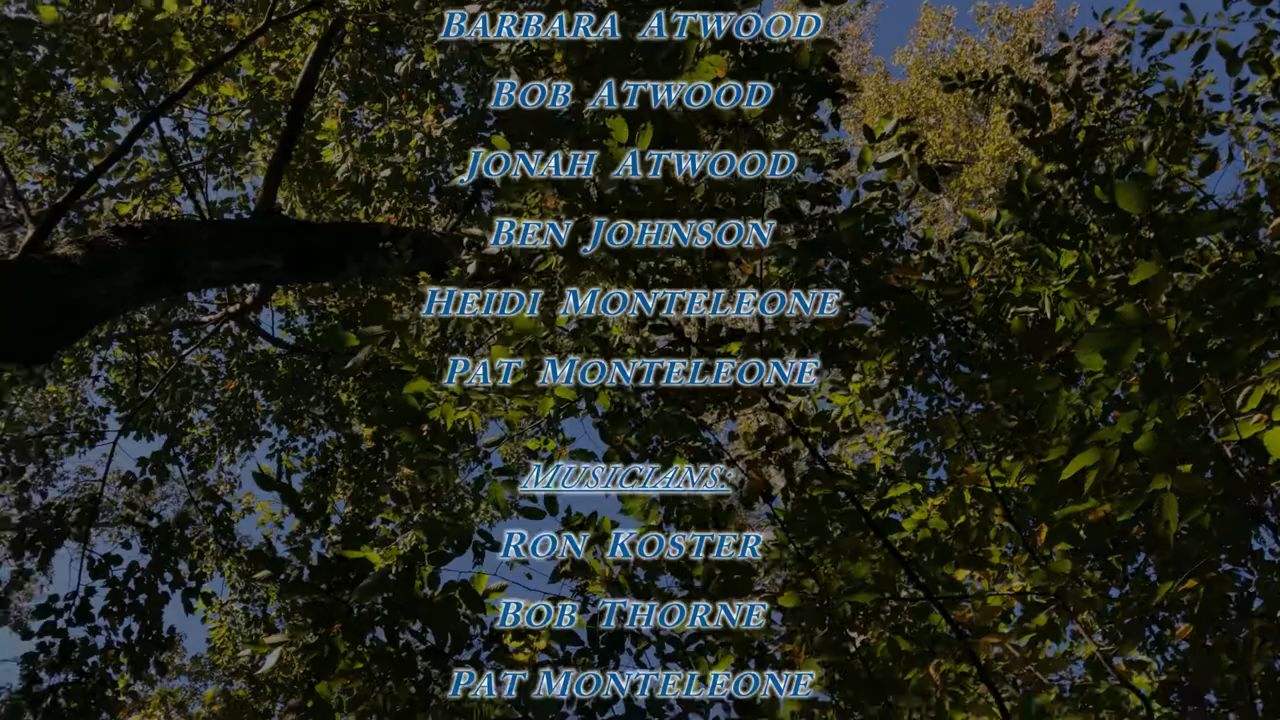 BARBARA ATWOOD
BOB ATWOOD
JONAH ATWOOD
BEN JOHNSON
HEIDI MONTELEONE
PAT MONTELEONE
MUSICIANS:
RON KOSTER
BOB THORNE
PAT MONTELEONE